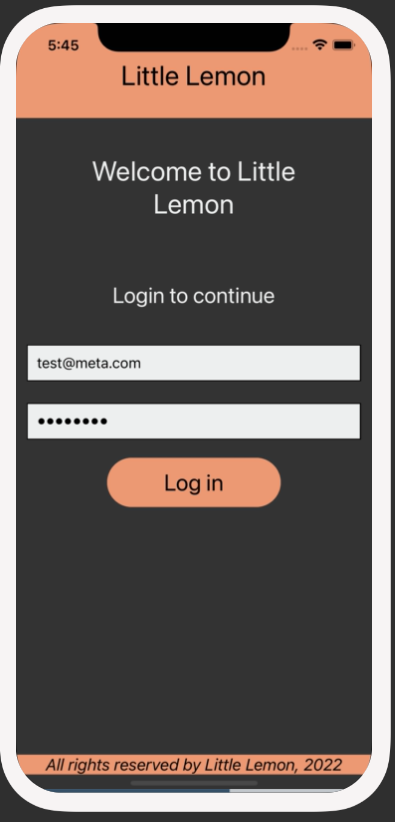 5:45
Little Lemon
Welcome to Little
Lemon
Login to continue
test@meta.com
••••••••
Log in
All rights reserved by Little Lemon, 2022